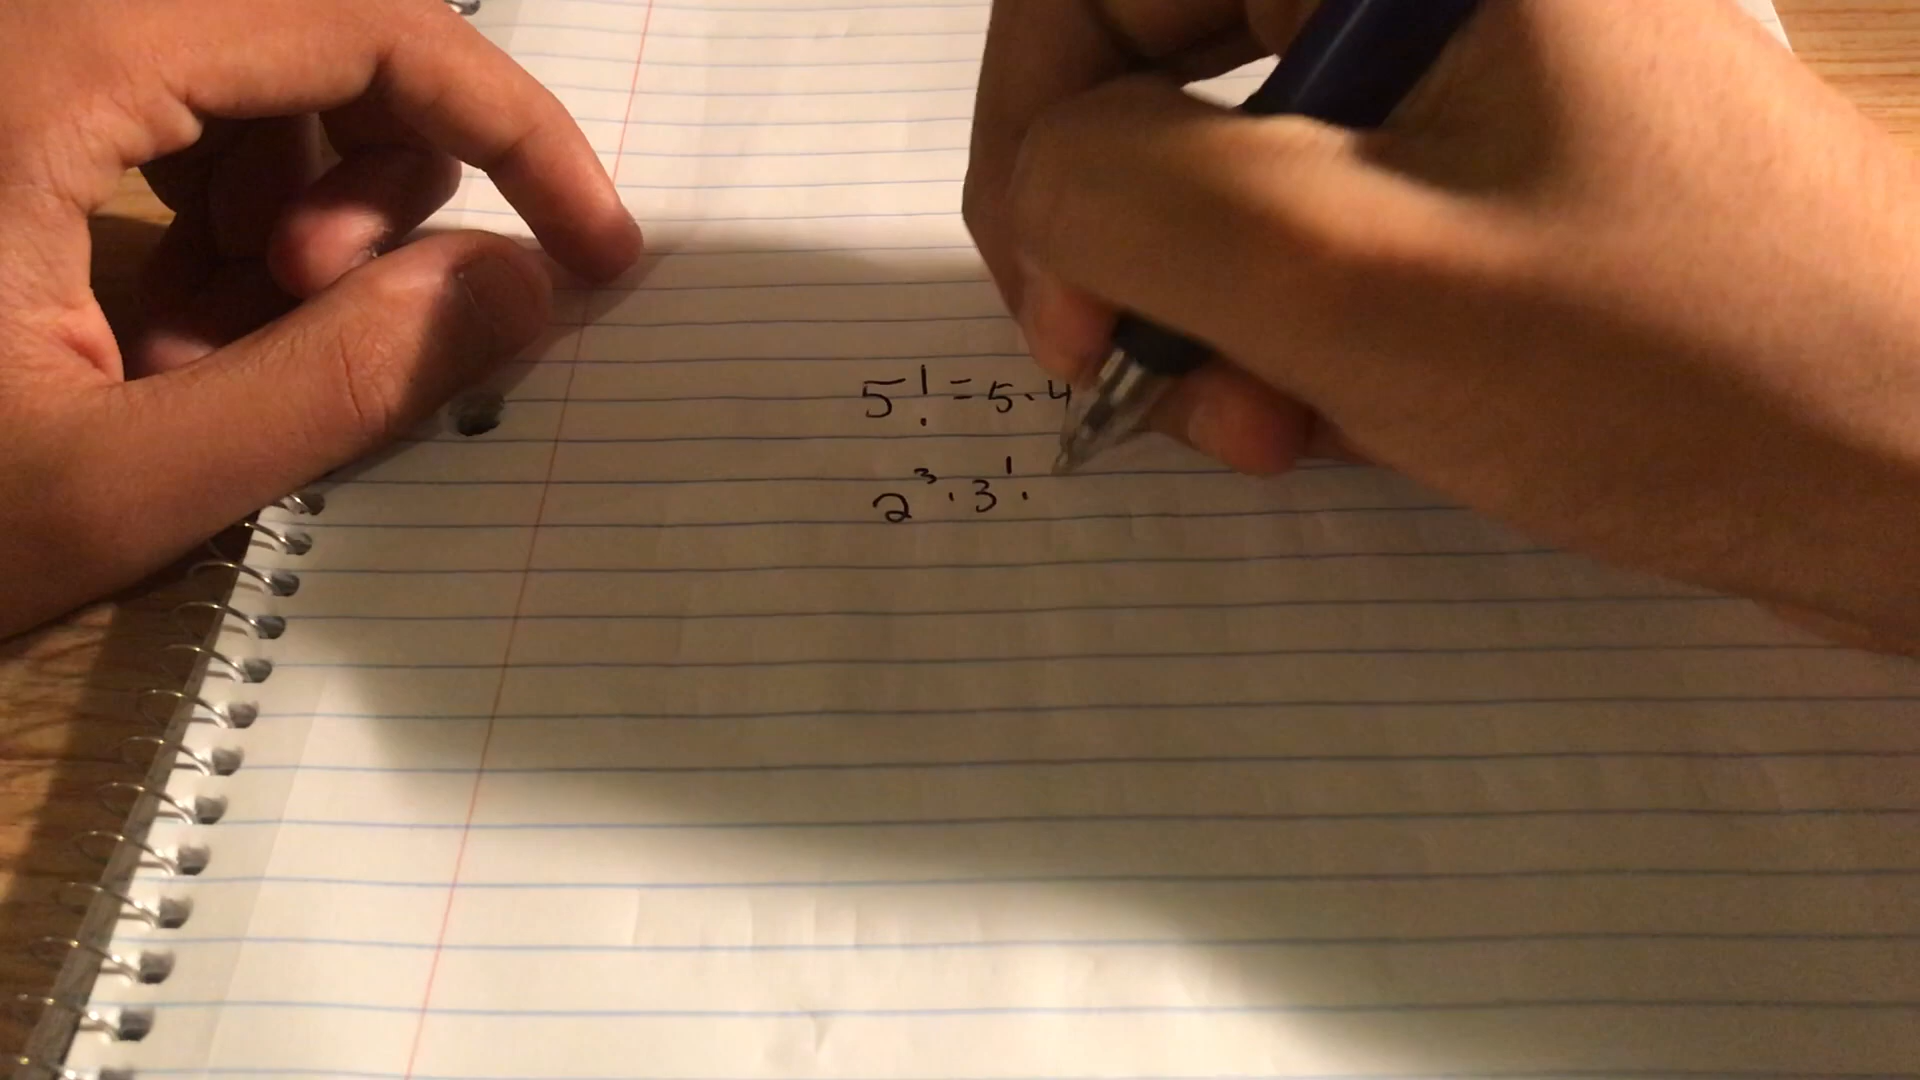 5! = 5 · 4
2³ · 3¹ ·